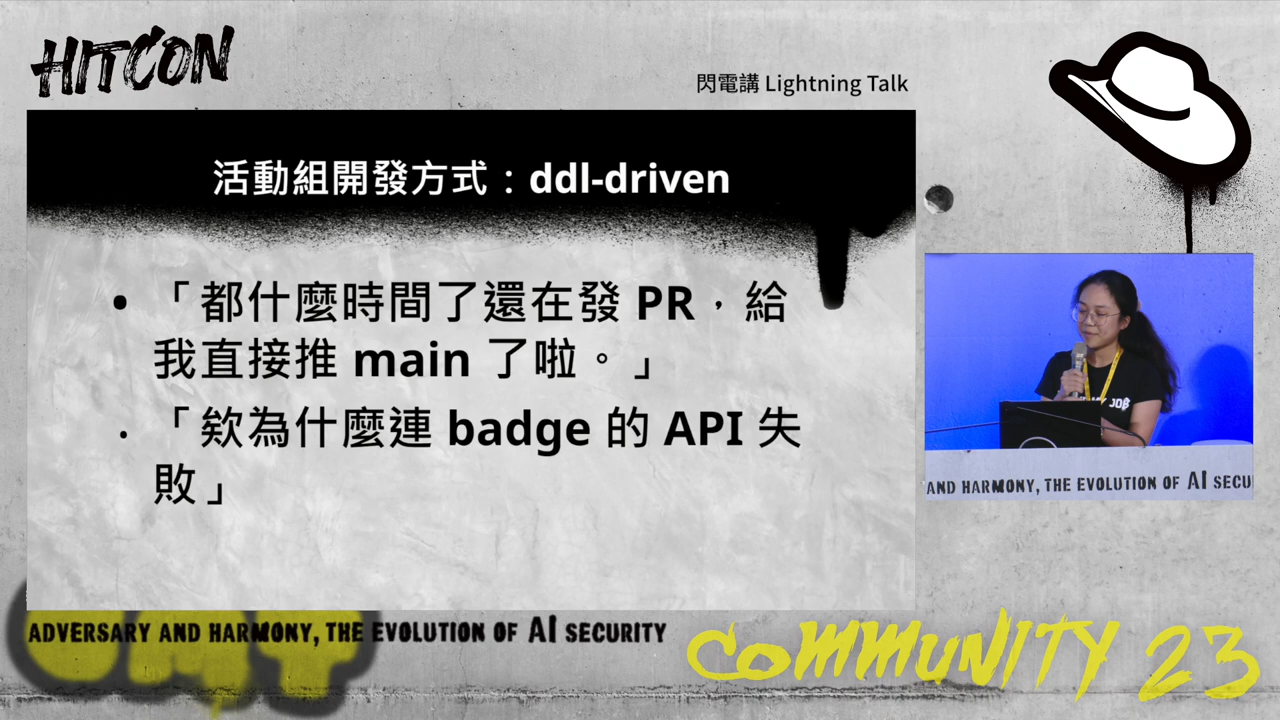 HITCON
閃電講 Lightning Talk
活動組開發方式：ddl-driven
• 「都什麼時間了還在發 PR，給
我直接推 main 了啦。」
• 「欸為什麼連 badge 的 API 失
敗」
JOB
AND HARMONY, THE EVOLUTION OF AI SECU
ADVERSARY AND HARMONY, THE EVOLUTION OF AI SECURITY
COMMUNITY 23